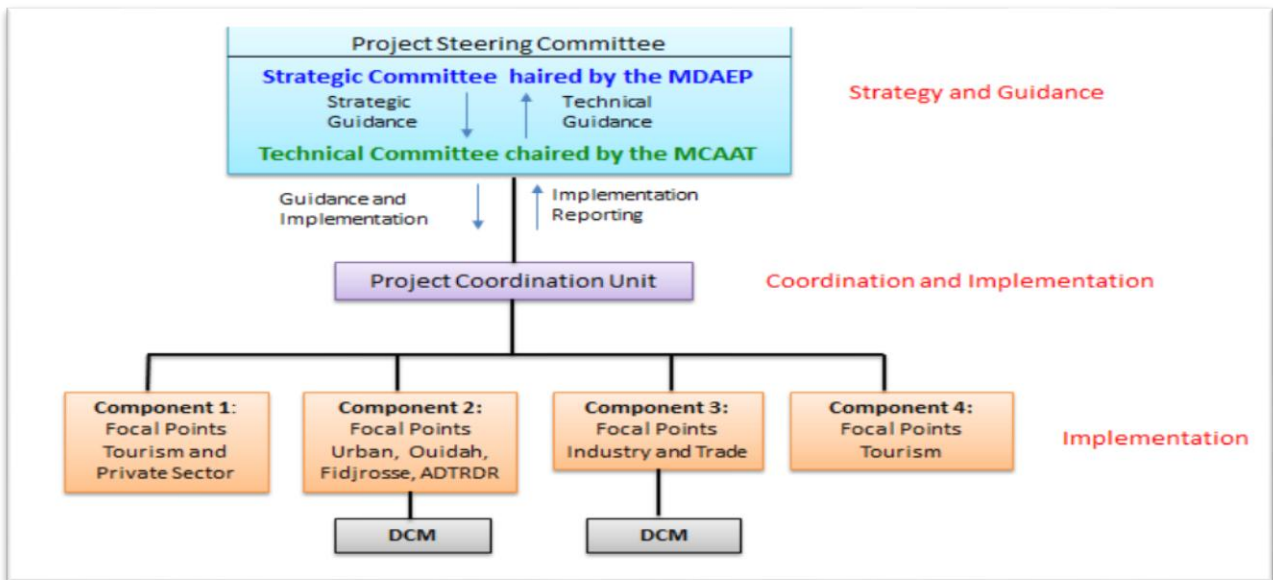 Project Steering Committee
Strategic Committee haired by the MDAEP
Strategic
Guidance
Technical
Guidance
Technical Committee chaired by the MCAAT
Strategy and Guidance
Guidance and
Implementation
Implementation
Reporting
Project Coordination Unit
Coordination and Implementation
Component 1:
Focal Points
Tourism and
Private Sector
Component 2:
Focal Points
Urban, Ouidah,
Fidjrosse, ADTRDR
Component 3:
Focal Points
Industry and Trade
Component 4:
Focal Points
Tourism
Implementation
DCM
DCM